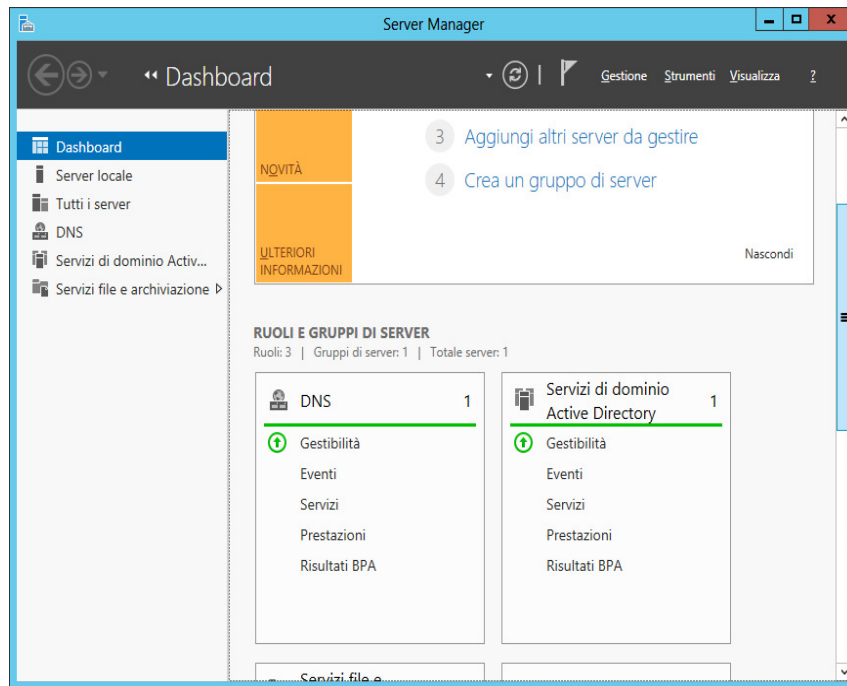 Server Manager
Dashboard
Gestione Strumenti Visualizza ?
Dashboard
Server locale
Tutti i server
DNS
Servizi di dominio Activ...
Servizi file e archiviazione
NOVITÀ
ULTERIORI
INFORMAZIONI
3 Aggiungi altri server da gestire
4 Crea un gruppo di server
Nascondi
RUOLI E GRUPPI DI SERVER
Ruoli: 3 | Gruppi di server: 1 | Totale server: 1
DNS 1
Gestibilità
Eventi
Servizi
Prestazioni
Risultati BPA
Servizi di dominio
Active Directory 1
Gestibilità
Eventi
Servizi
Prestazioni
Risultati BPA
Servizi file e